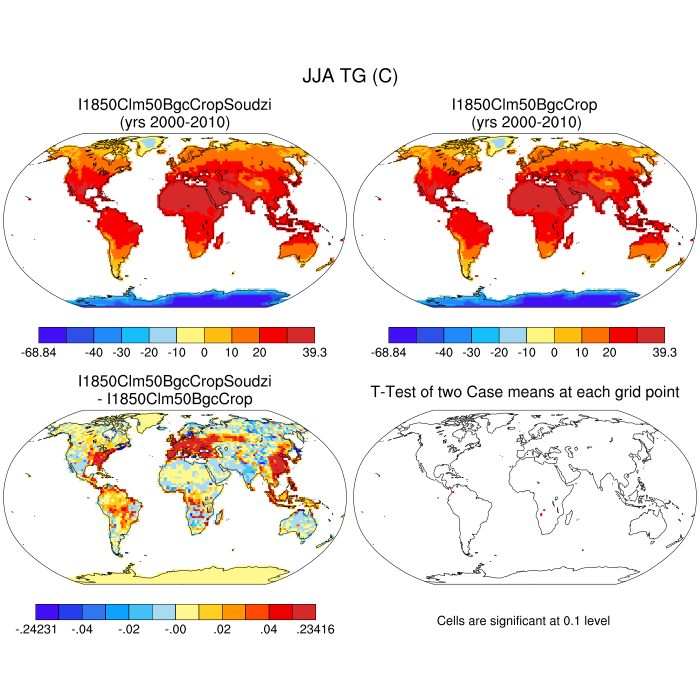 JJA TG (C)
I1850Clm50BgcCropSoudzi
(yrs 2000-2010)
I1850Clm50BgcCrop
(yrs 2000-2010)
-68.84 -40 -30 -20 -10 0 10 20 39.3
-68.84 -40 -30 -20 -10 0 10 20 39.3
I1850Clm50BgcCropSoudzi
- I1850Clm50BgcCrop
T-Test of two Case means at each grid point
-.24231 -.04 -.02 -.00 .02 .04 .23416
Cells are significant at 0.1 level